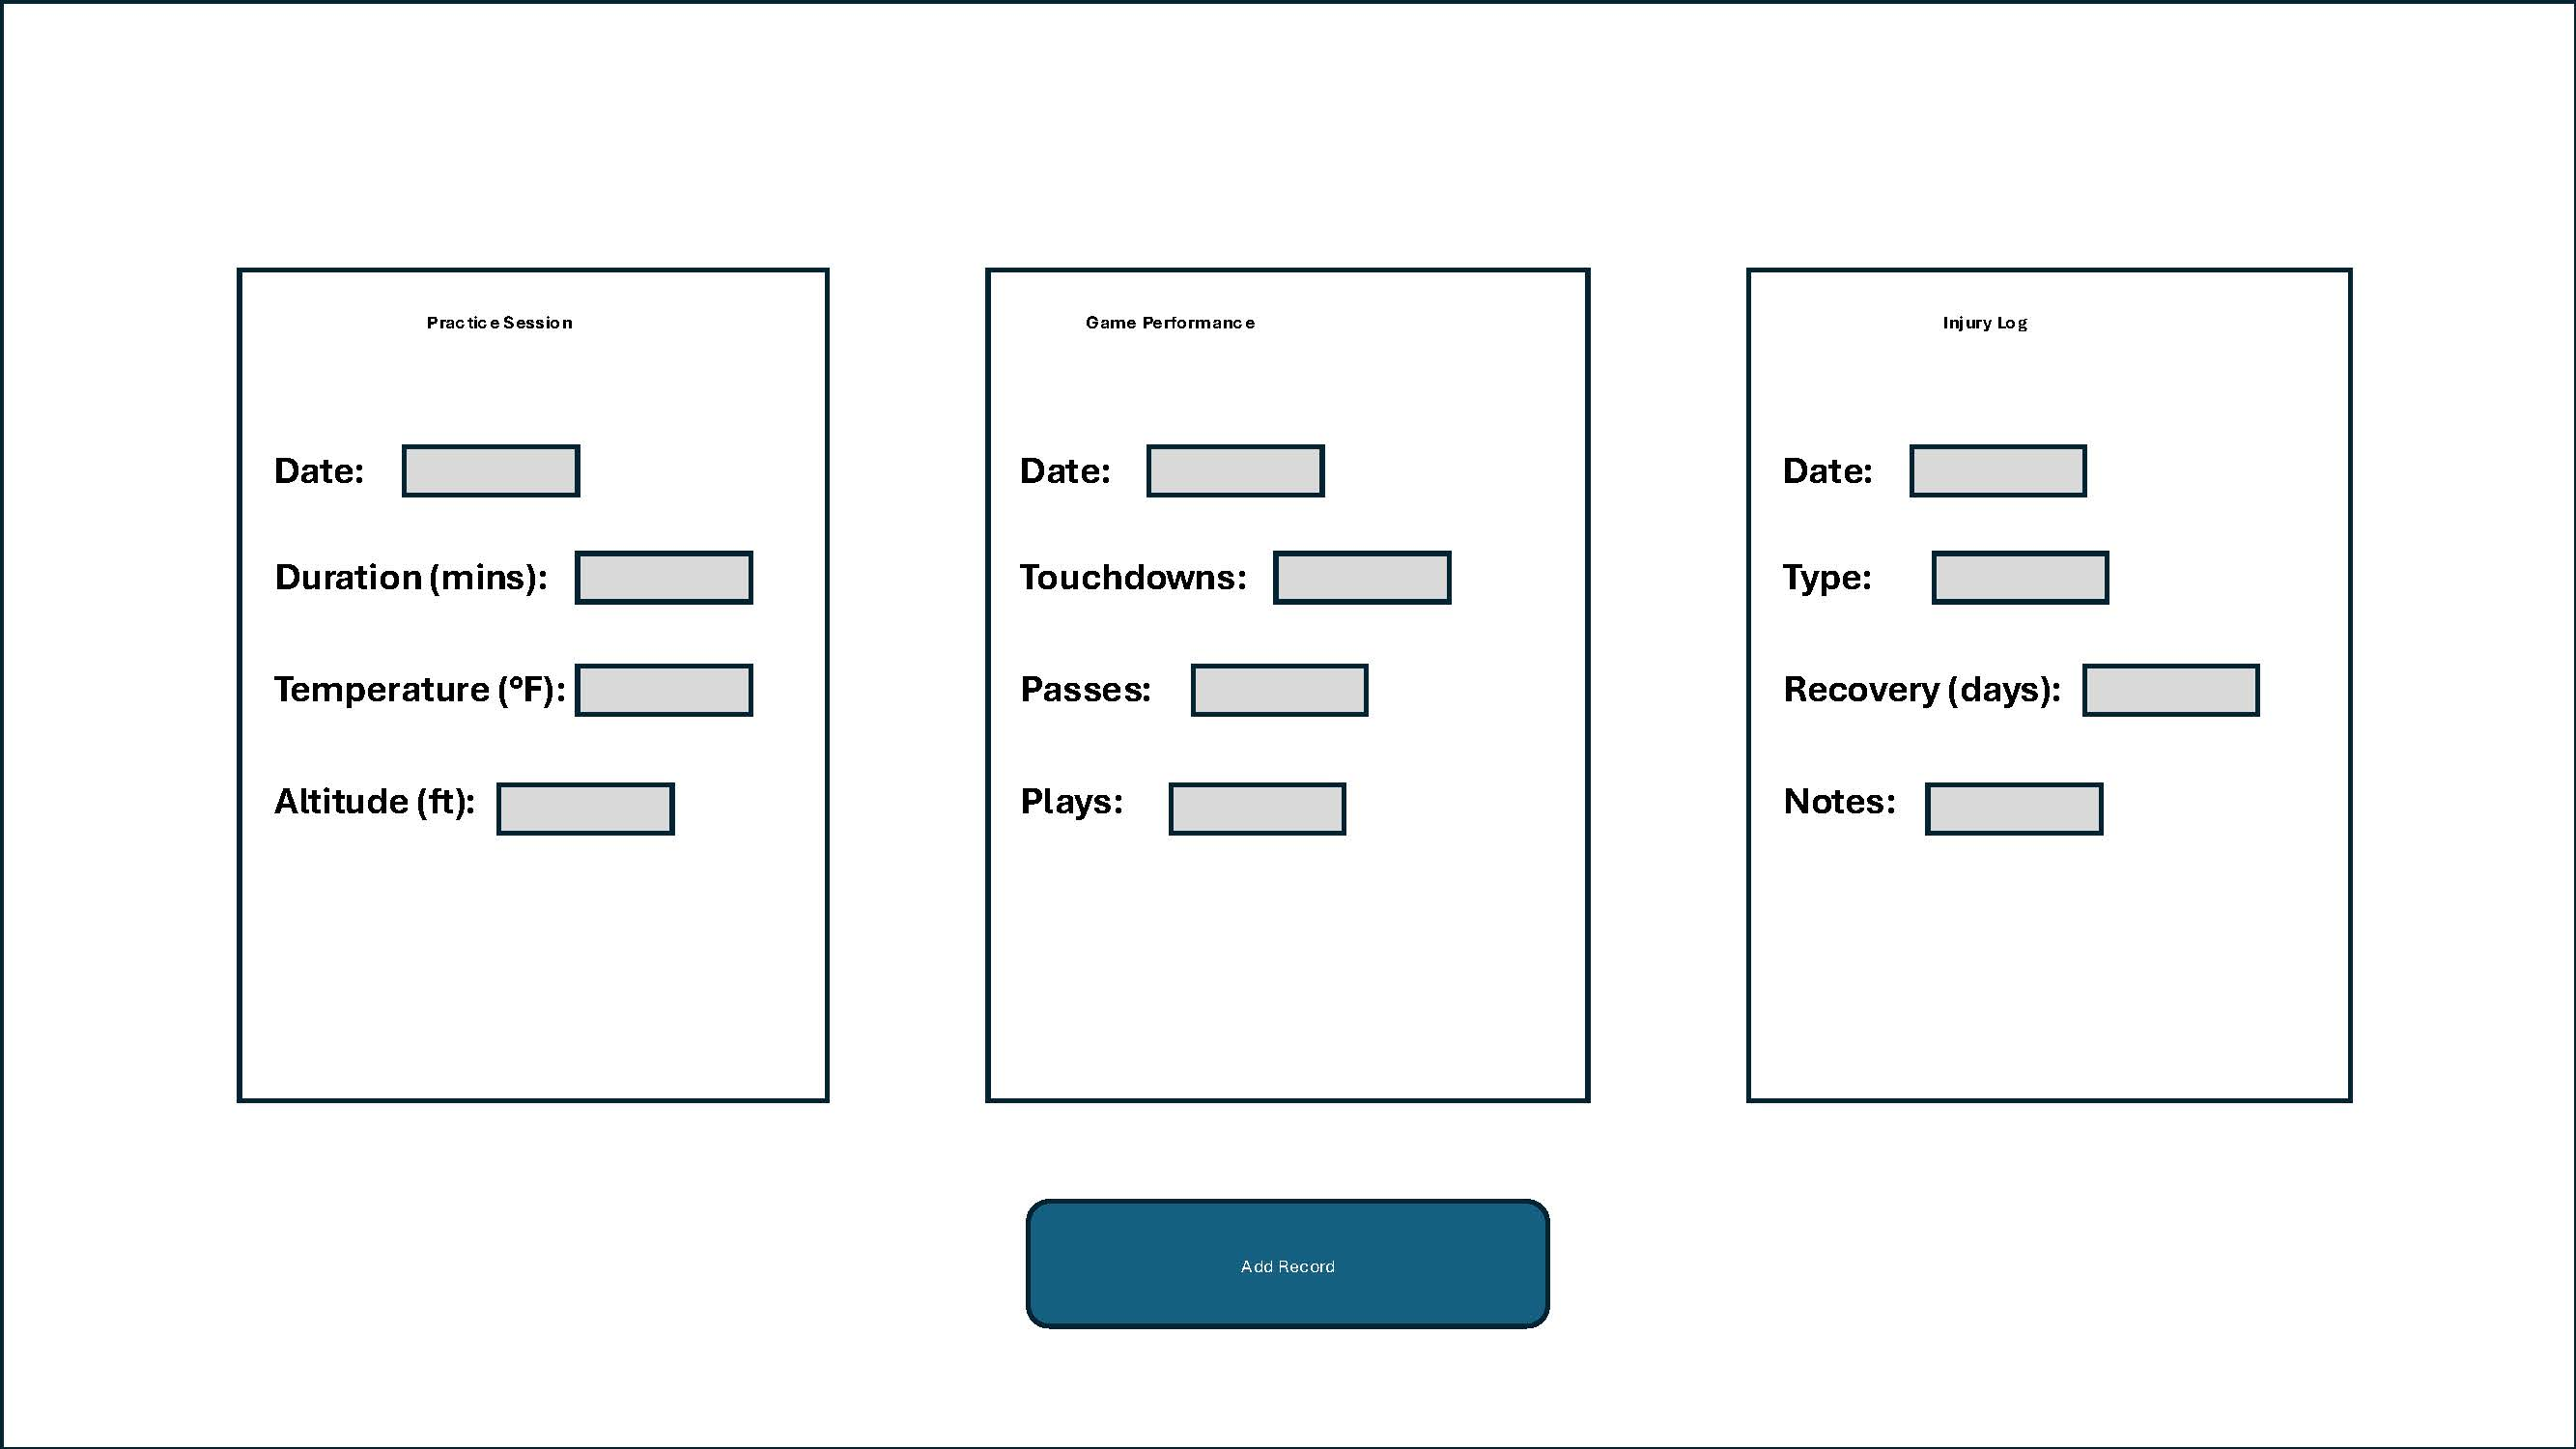 Practice Session
Date:
Duration (mins):
Temperature (°F):
Altitude (ft):
Game Performance
Date:
Touchdowns:
Passes:
Plays:
Injury Log
Date:
Type:
Recovery (days):
Notes:
Add Record